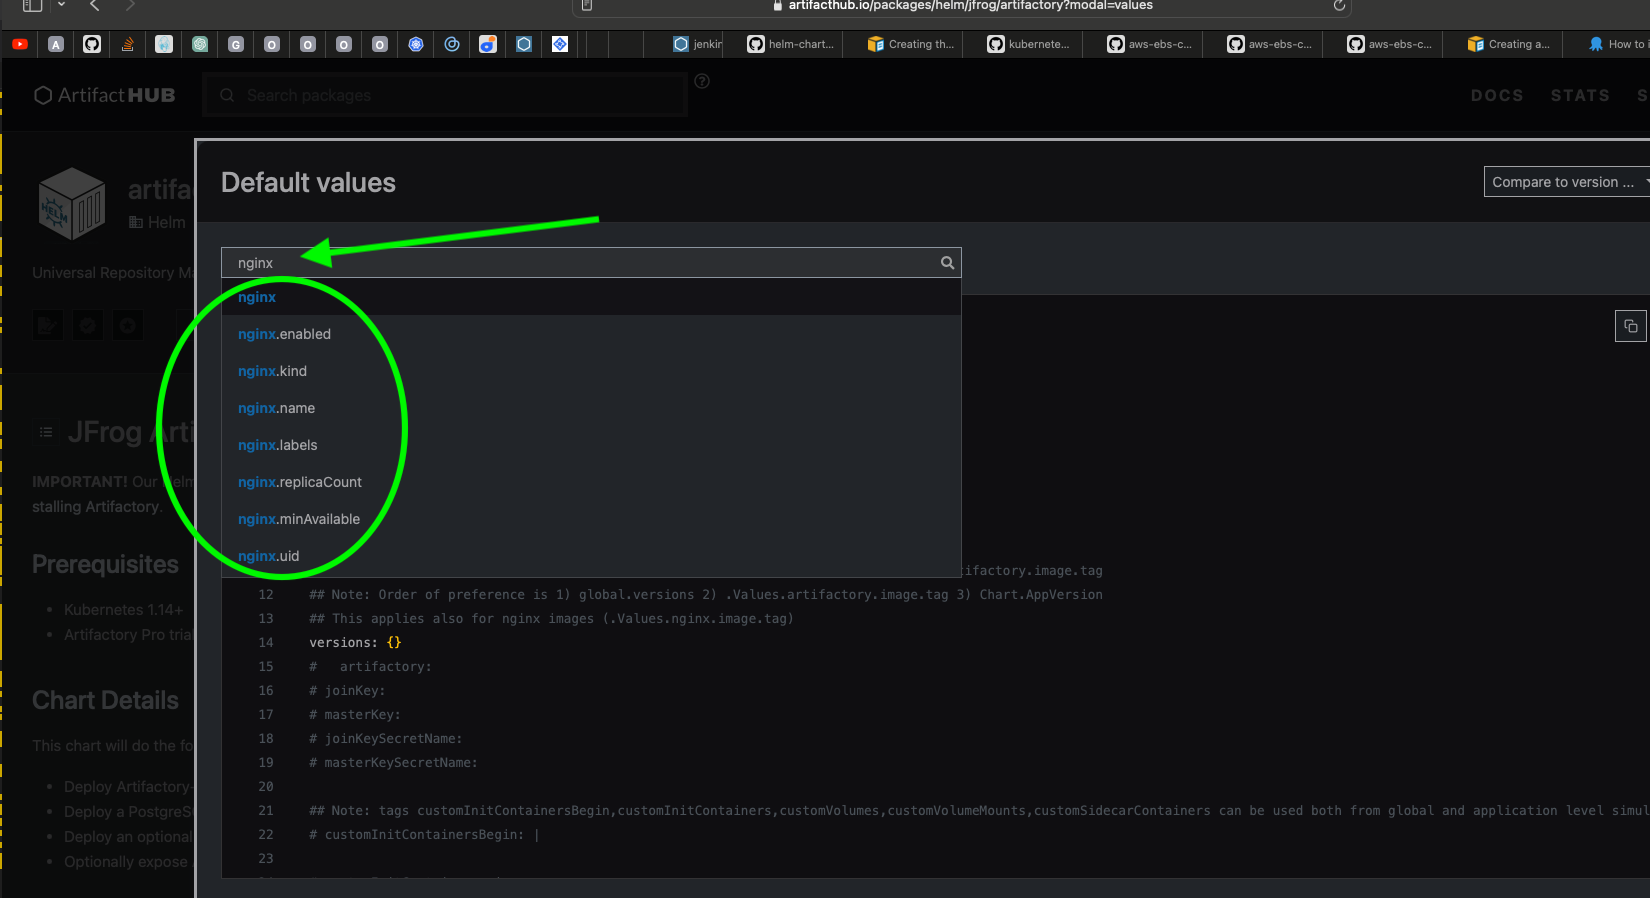 artifacthub.io/packages/helm/jfrog/artifactory?modal=values
A G O O O O jenkin helm-chart... Creating th... kubernete... aws-ebs-c... aws-ebs-c... aws-ebs-c... Creating a... How to i
ArtifactHUB
Search packages
?
DOCS STATS S
Default values
Compare to version ...
artifa
Helm
HELM
Universal Repository Ma
nginx
nginx
nginx.enabled
nginx.kind
nginx.name
nginx.labels
nginx.replicaCount
nginx.minAvailable
nginx.uid
JFrog Arti
IMPORTANT! Our Helm
stalling Artifactory.
Prerequisites
Kubernetes 1.14+
Artifactory Pro trial
Chart Details
This chart will do the fo
Deploy Artifactory-
Deploy a PostgreS
Deploy an optional
Optionally expose
tifactory.image.tag
12 ## Note: Order of preference is 1) global.versions 2) .Values.artifactory.image.tag 3) Chart.AppVersion
13 ## This applies also for nginx images (.Values.nginx.image.tag)
14 versions: {}
15 # artifactory:
16 # joinKey:
17 # masterKey:
18 # joinKeySecretName:
19 # masterKeySecretName:
20
21 ## Note: tags customInitContainersBegin,customInitContainers,customVolumes,customVolumeMounts,customSidecarContainers can be used both from global and application level simul
22 # customInitContainersBegin: |
23